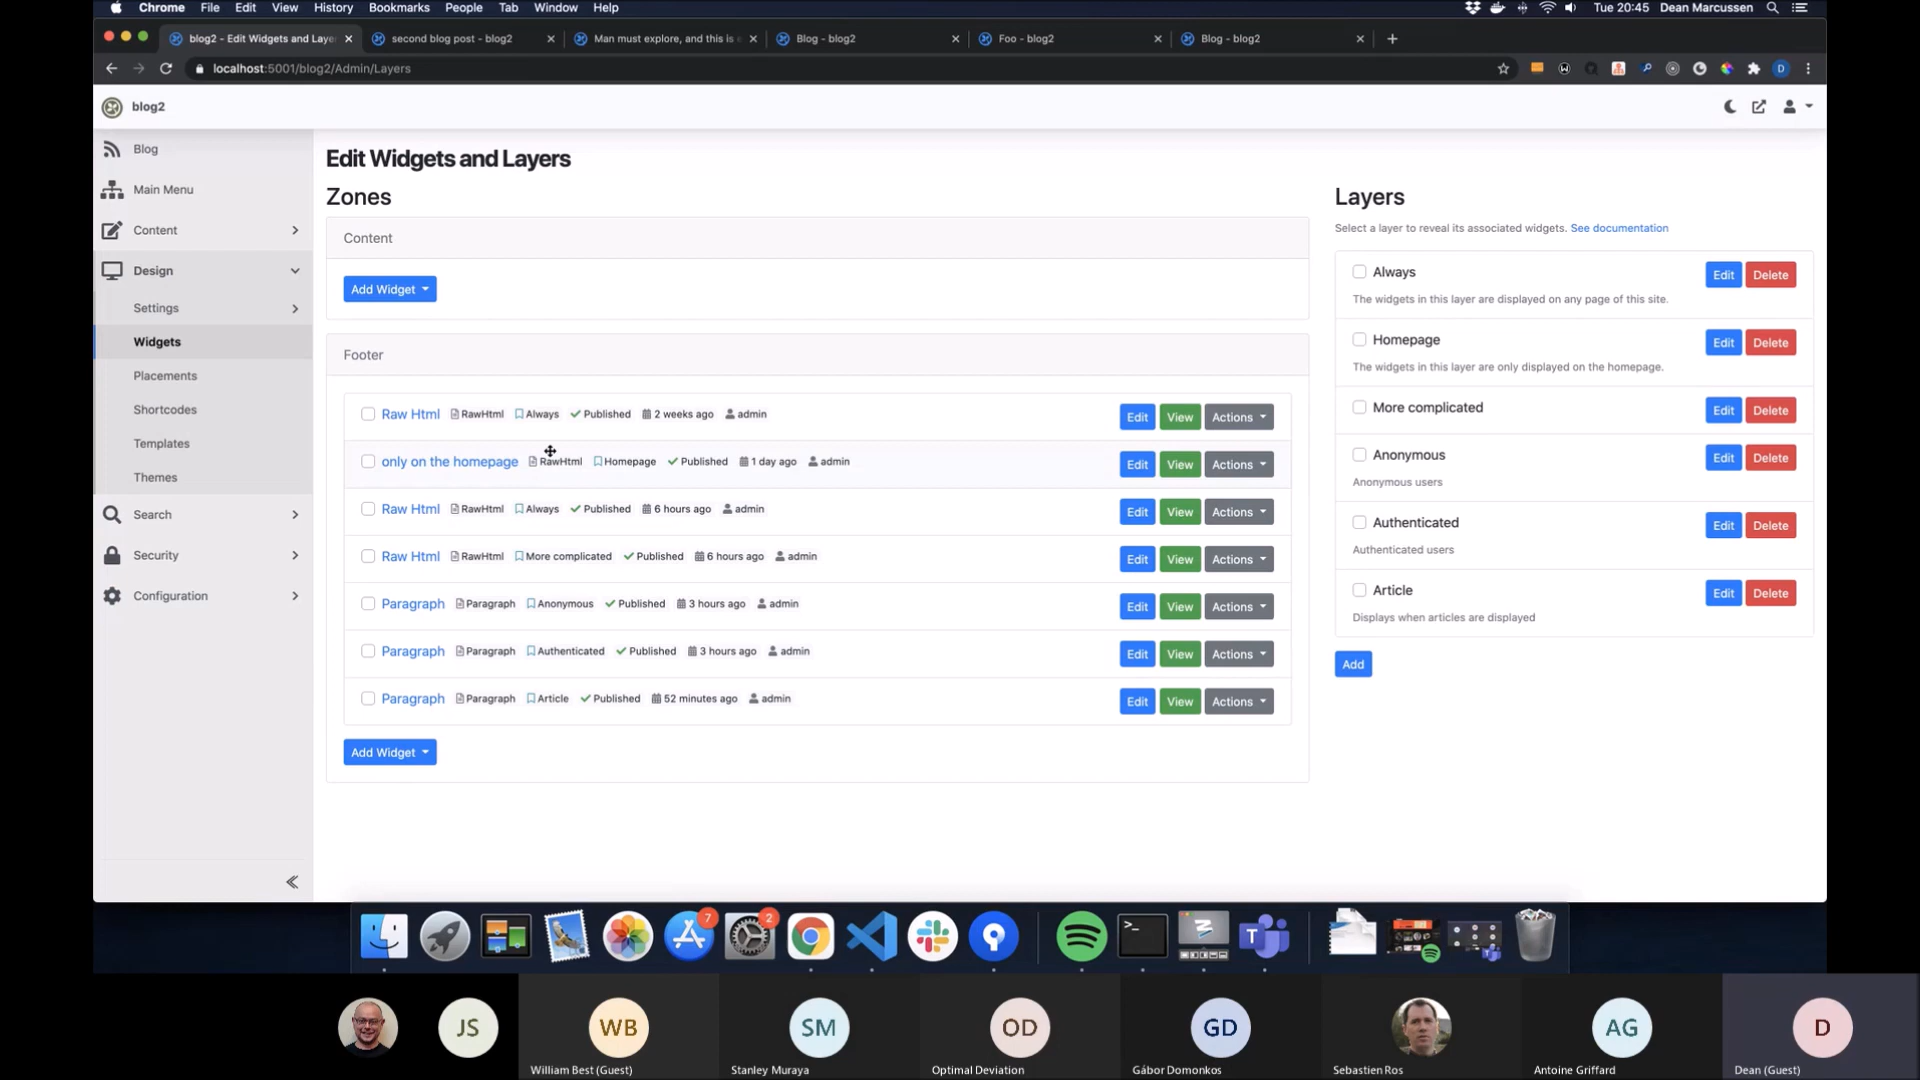 Chrome File Edit View History Bookmarks People Tab Window Help Tue 20:45 Dean Marcussen
blog2 - Edit Widgets and Laye second blog post - blog2 Man must explore, and this is Blog - blog2 Foo - blog2 Blog - blog2
localhost:5001/blog2/Admin/Layers
blog2
Blog
Main Menu
Content
Design
Settings
Widgets
Placements
Shortcodes
Templates
Themes
Search
Security
Configuration
Edit Widgets and Layers
Zones
Content
Add Widget
Footer
Raw Html RawHtml Always Published 2 weeks ago admin Edit View Actions
only on the homepage RawHtml Homepage Published 1 day ago admin Edit View Actions
Raw Html RawHtml Always Published 6 hours ago admin Edit View Actions
Raw Html RawHtml More complicated Published 6 hours ago admin Edit View Actions
Paragraph Paragraph Anonymous Published 3 hours ago admin Edit View Actions
Paragraph Paragraph Authenticated Published 3 hours ago admin Edit View Actions
Paragraph Paragraph Article Published 52 minutes ago admin Edit View Actions
Add Widget
Layers
Select a layer to reveal its associated widgets. See documentation
Always Edit Delete
The widgets in this layer are displayed on any page of this site.
Homepage Edit Delete
The widgets in this layer are only displayed on the homepage.
More complicated Edit Delete
Anonymous Edit Delete
Anonymous users
Authenticated Edit Delete
Authenticated users
Article Edit Delete
Displays when articles are displayed
Add
7 2
JS WB SM OD GD AG D
William Best (Guest) Stanley Muraya Optimal Deviation Gábor Domonkos Sebastien Ros Antoine Griffard Dean (Guest)